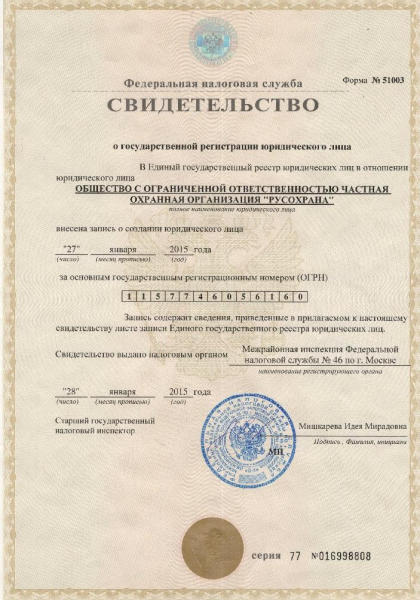 Форма № 51003
Федеральная налоговая служба
СВИДЕТЕЛЬСТВО
о государственной регистрации юридического лица
В Единый государственный реестр юридических лиц в отношении
юридического лица
ОБЩЕСТВО С ОГРАНИЧЕННОЙ ОТВЕТСТВЕННОСТЬЮ ЧАСТНАЯ
ОХРАННАЯ ОРГАНИЗАЦИЯ "РУСОХРАНА"
полное наименование юридического лица
внесена запись о создании юридического лица
"27" января 2015 года
(число) (месяц прописью) (год)
за основным государственным регистрационным номером (ОГРН)
1 1 5 7 7 4 6 0 5 6 1 6 0
Запись содержит сведения, приведенные в прилагаемом к настоящему
свидетельству листе записи Единого государственного реестра юридических лиц.
Свидетельство выдано налоговым органом Межрайонная инспекция Федеральной
налоговой службы № 46 по г. Москве
наименование регистрирующего органа
"28" января 2015 года
(число) (месяц прописью) (год)
Старший государственный
налоговый инспектор
Мишкарева Идея Мирадовна
Подпись, Фамилия, инициалы
МП
серия 77 №016998808